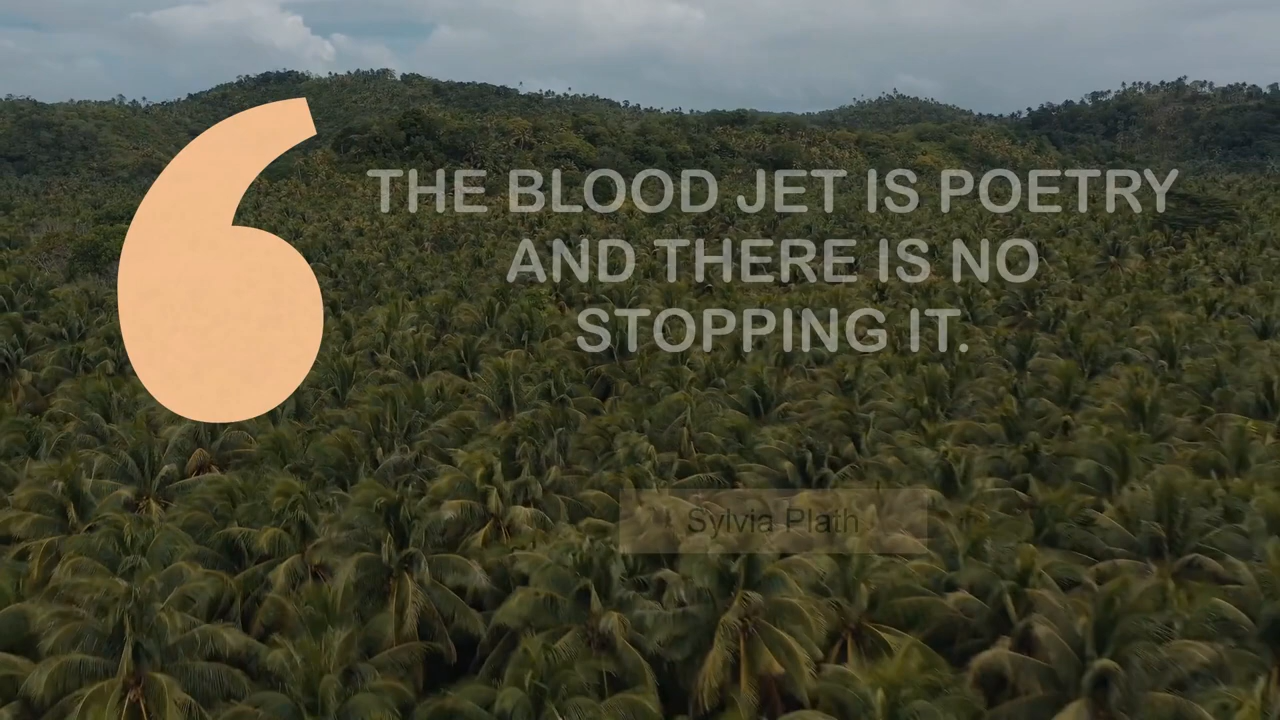 THE BLOOD JET IS POETRY
AND THERE IS NO
STOPPING IT.
Sylvia Plath